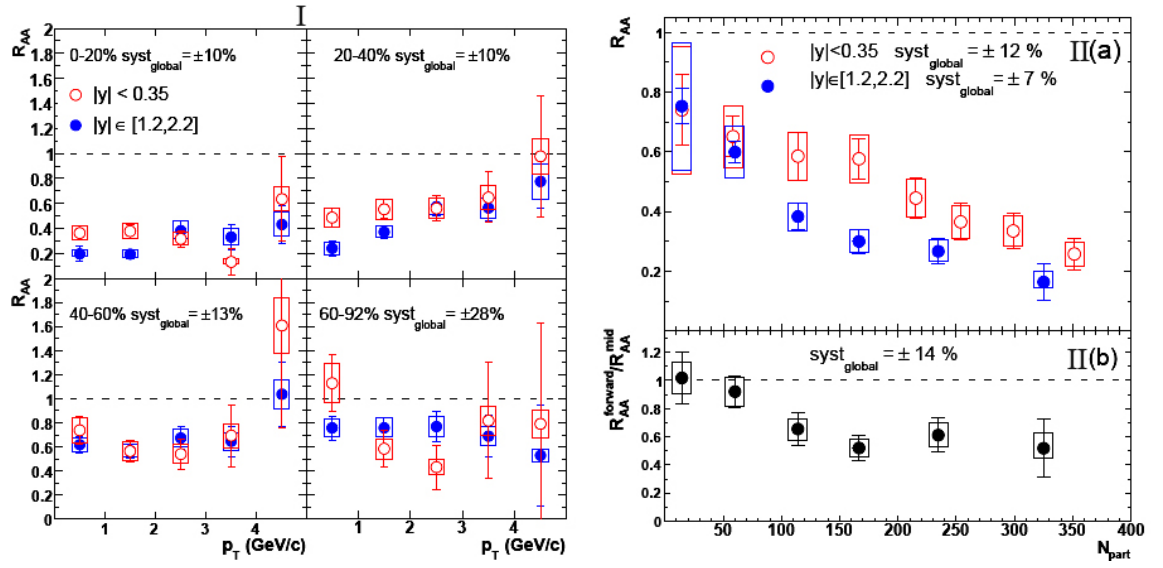 I
R_AA
2
1.8
1.6
1.4
1.2
1
0.8
0.6
0.4
0.2
0
0-20% syst_global = ±10%
|y| < 0.35
|y| ∈ [1.2,2.2]
20-40% syst_global = ±10%
R_AA
2
1.8
1.6
1.4
1.2
1
0.8
0.6
0.4
0.2
0
40-60% syst_global = ±13%
60-92% syst_global = ±28%
1 2 3 4 1 2 3 4
p_T (GeV/c) p_T (GeV/c)
R_AA
1
0.8
0.6
0.4
0.2
|y|<0.35 syst_global = ± 12 %
|y|∈[1.2,2.2] syst_global = ± 7 %
II(a)
R_AA^forward/R_AA^mid
1.2
1
0.8
0.6
0.4
0.2
0
syst_global = ± 14 %
II(b)
50 100 150 200 250 300 350 400
N_part